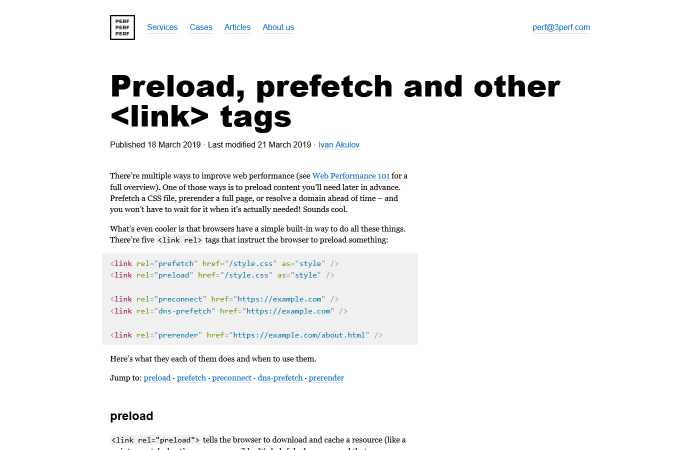 PERF
PERF
PERF
Services Cases Articles About us perf@3perf.com
Preload, prefetch and other
<link> tags
Published 18 March 2019 · Last modified 21 March 2019 · Ivan Akulov
There're multiple ways to improve web performance (see Web Performance 101 for a
full overview). One of those ways is to preload content you'll need later in advance.
Prefetch a CSS file, prerender a full page, or resolve a domain ahead of time – and
you won't have to wait for it when it's actually needed! Sounds cool.
What's even cooler is that browsers have a simple built-in way to do all these things.
There're five <link rel> tags that instruct the browser to preload something:
<link rel="prefetch" href="/style.css" as="style" />
<link rel="preload" href="/style.css" as="style" />
<link rel="preconnect" href="https://example.com" />
<link rel="dns-prefetch" href="https://example.com" />
<link rel="prerender" href="https://example.com/about.html" />
Here's what they each of them does and when to use them.
Jump to: preload · prefetch · preconnect · dns-prefetch · prerender
preload
<link rel="preload"> tells the browser to download and cache a resource (like a